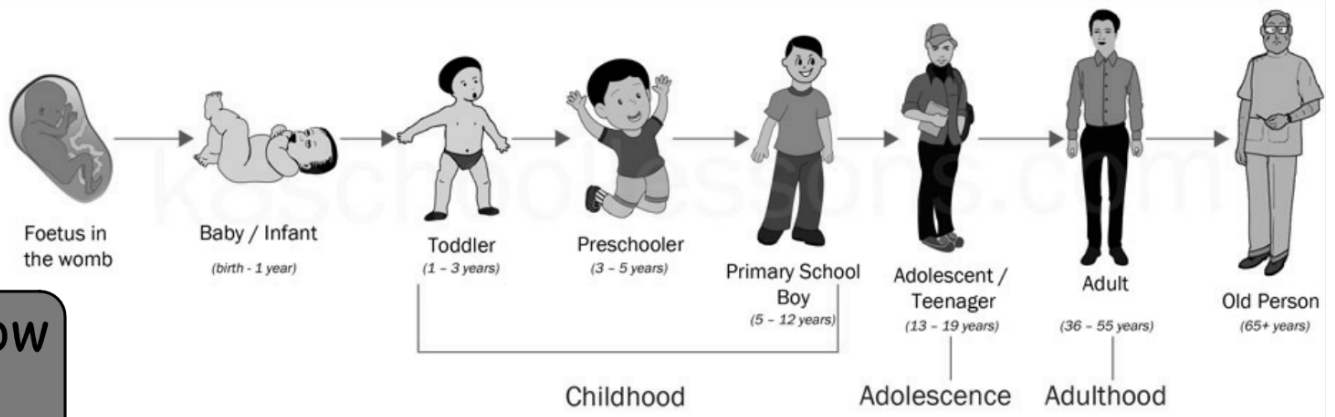 Foetus in
the womb
Baby / Infant
(birth - 1 year)
Toddler
(1 – 3 years)
Preschooler
(3 – 5 years)
Primary School
Boy
(5 – 12 years)
Adolescent /
Teenager
(13 – 19 years)
Adult
(36 – 55 years)
Old Person
(65+ years)
Childhood
Adolescence
Adulthood